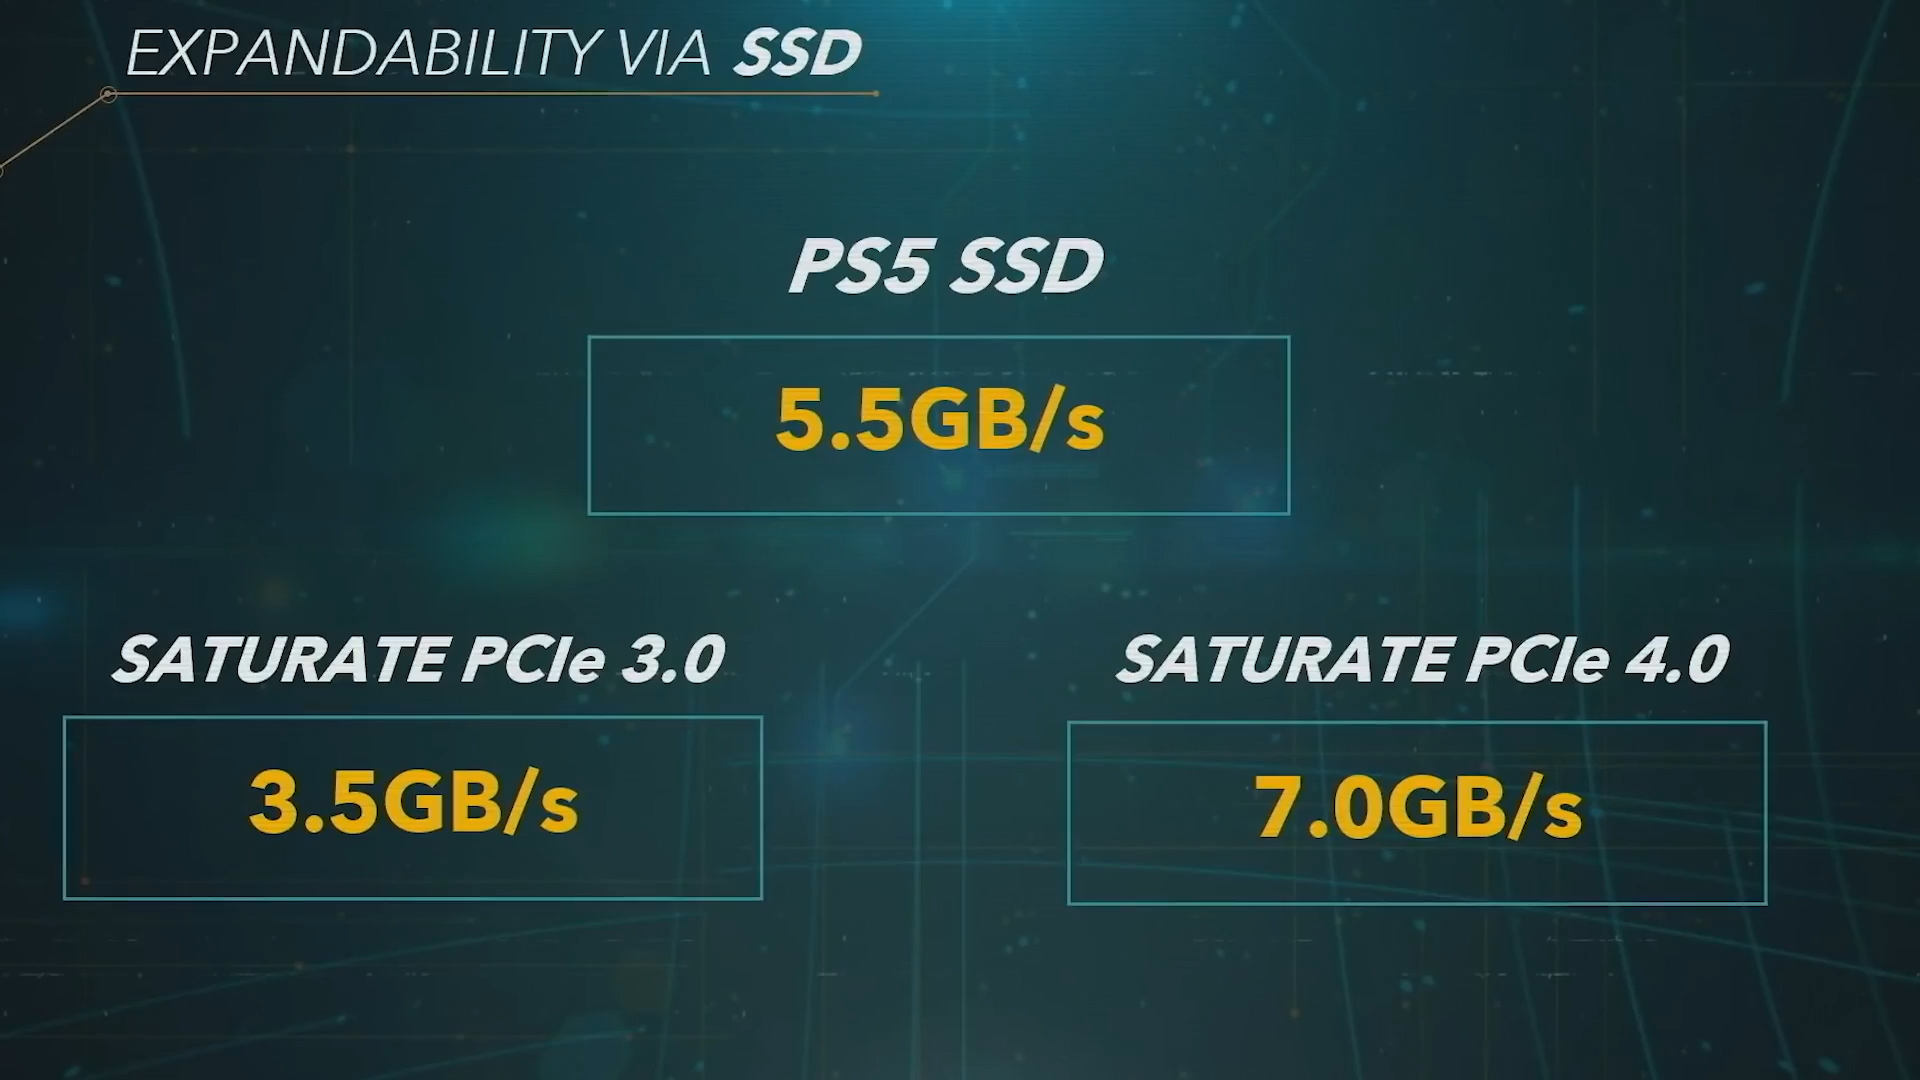 EXPANDABILITY VIA SSD
PS5 SSD
5.5GB/s
SATURATE PCIe 3.0
3.5GB/s
SATURATE PCIe 4.0
7.0GB/s